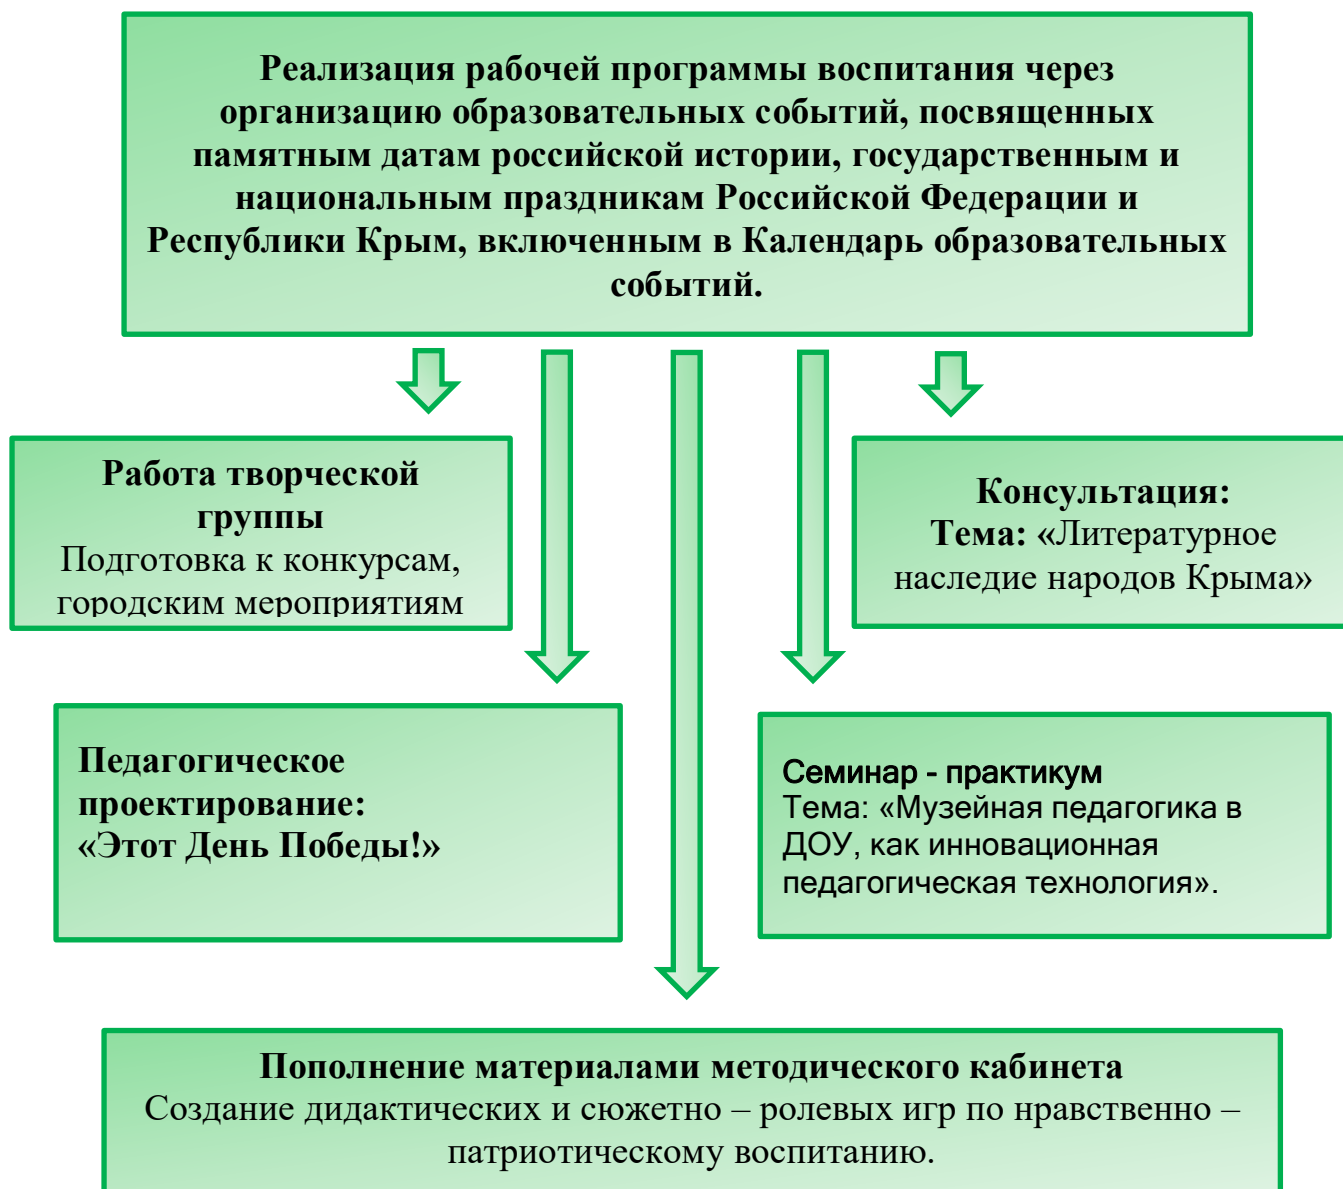 Реализация рабочей программы воспитания через
организацию образовательных событий, посвященных
памятным датам российской истории, государственным и
национальным праздникам Российской Федерации и
Республики Крым, включенным в Календарь образовательных
событий.
Работа творческой
группы
Подготовка к конкурсам,
городским мероприятиям
Консультация:
Тема: «Литературное
наследие народов Крыма»
Педагогическое
проектирование:
«Этот День Победы!»
Семинар - практикум
Тема: «Музейная педагогика в
ДОУ, как инновационная
педагогическая технология».
Пополнение материалами методического кабинета
Создание дидактических и сюжетно – ролевых игр по нравственно –
патриотическому воспитанию.